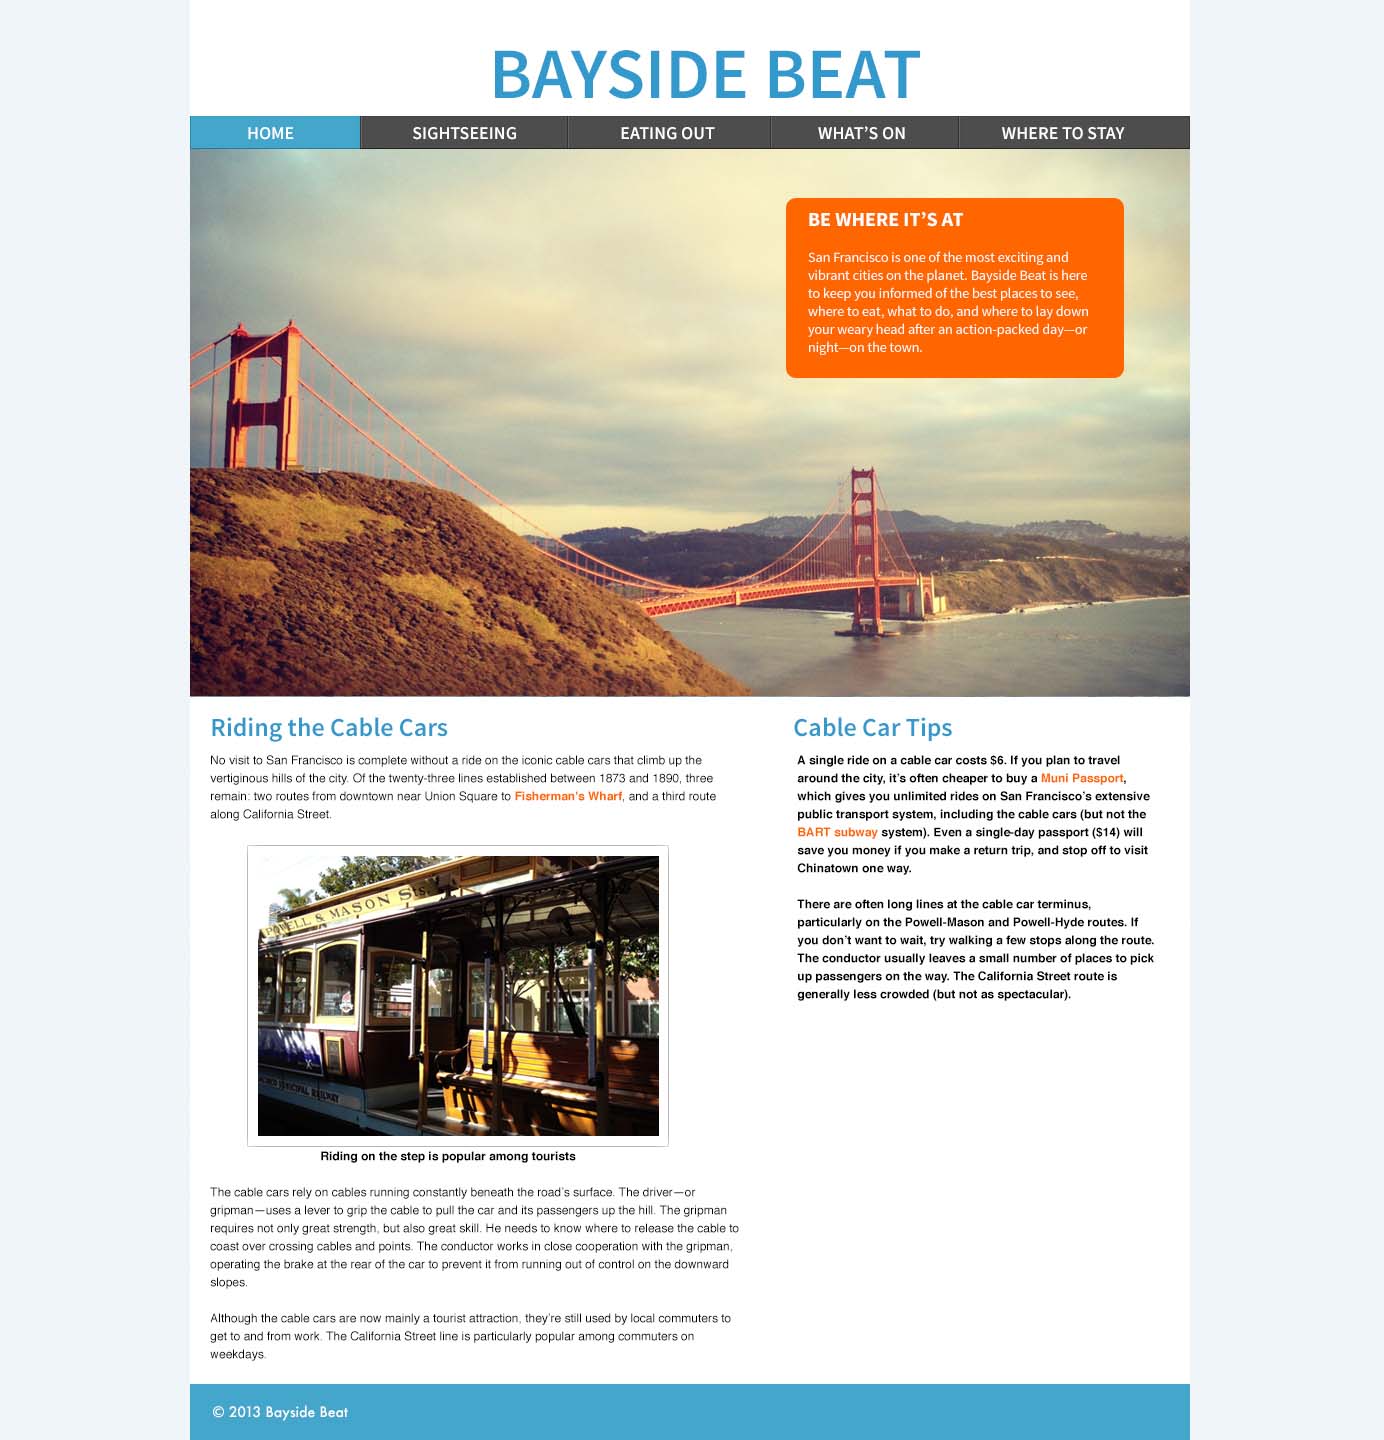 BAYSIDE BEAT
HOME
SIGHTSEEING
EATING OUT
WHAT'S ON
WHERE TO STAY
BE WHERE IT'S AT
San Francisco is one of the most exciting and
vibrant cities on the planet. Bayside Beat is here
to keep you informed of the best places to see,
where to eat, what to do, and where to lay down
your weary head after an action-packed day—or
night—on the town.
Riding the Cable Cars
No visit to San Francisco is complete without a ride on the iconic cable cars that climb up the
vertiginous hills of the city. Of the twenty-three lines established between 1873 and 1890, three
remain: two routes from downtown near Union Square to Fisherman's Wharf, and a third route
along California Street.
POWELL & MASON Sts.
MUNICIPAL RAILWAY
Riding on the step is popular among tourists
The cable cars rely on cables running constantly beneath the road's surface. The driver—or
gripman—uses a lever to grip the cable to pull the car and its passengers up the hill. The gripman
requires not only great strength, but also great skill. He needs to know where to release the cable to
coast over crossing cables and points. The conductor works in close cooperation with the gripman,
operating the brake at the rear of the car to prevent it from running out of control on the downward
slopes.
Although the cable cars are now mainly a tourist attraction, they're still used by local commuters to
get to and from work. The California Street line is particularly popular among commuters on
weekdays.
Cable Car Tips
A single ride on a cable car costs $6. If you plan to travel
around the city, it's often cheaper to buy a Muni Passport,
which gives you unlimited rides on San Francisco's extensive
public transport system, including the cable cars (but not the
BART subway system). Even a single-day passport ($14) will
save you money if you make a return trip, and stop off to visit
Chinatown one way.
There are often long lines at the cable car terminus,
particularly on the Powell-Mason and Powell-Hyde routes. If
you don't want to wait, try walking a few stops along the route.
The conductor usually leaves a small number of places to pick
up passengers on the way. The California Street route is
generally less crowded (but not as spectacular).
© 2013 Bayside Beat